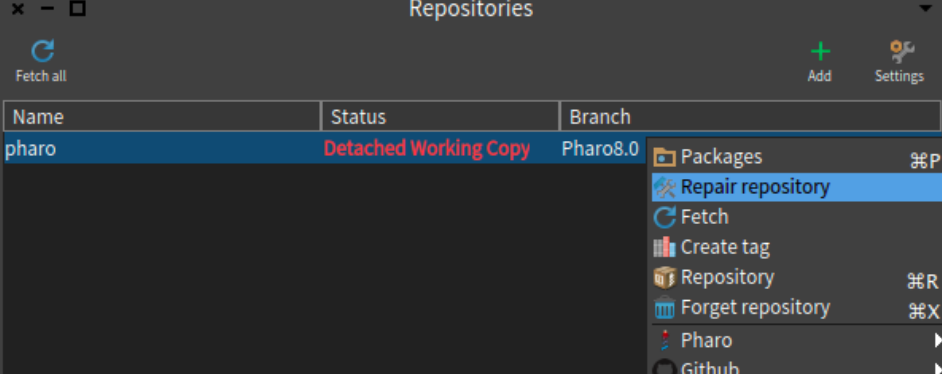 Repositories
Fetch all
Add
Settings
Name Status Branch
pharo Detached Working Copy Pharo8.0
Packages ⌘P
Repair repository
Fetch
Create tag
Repository ⌘R
Forget repository ⌘X
Pharo
Github